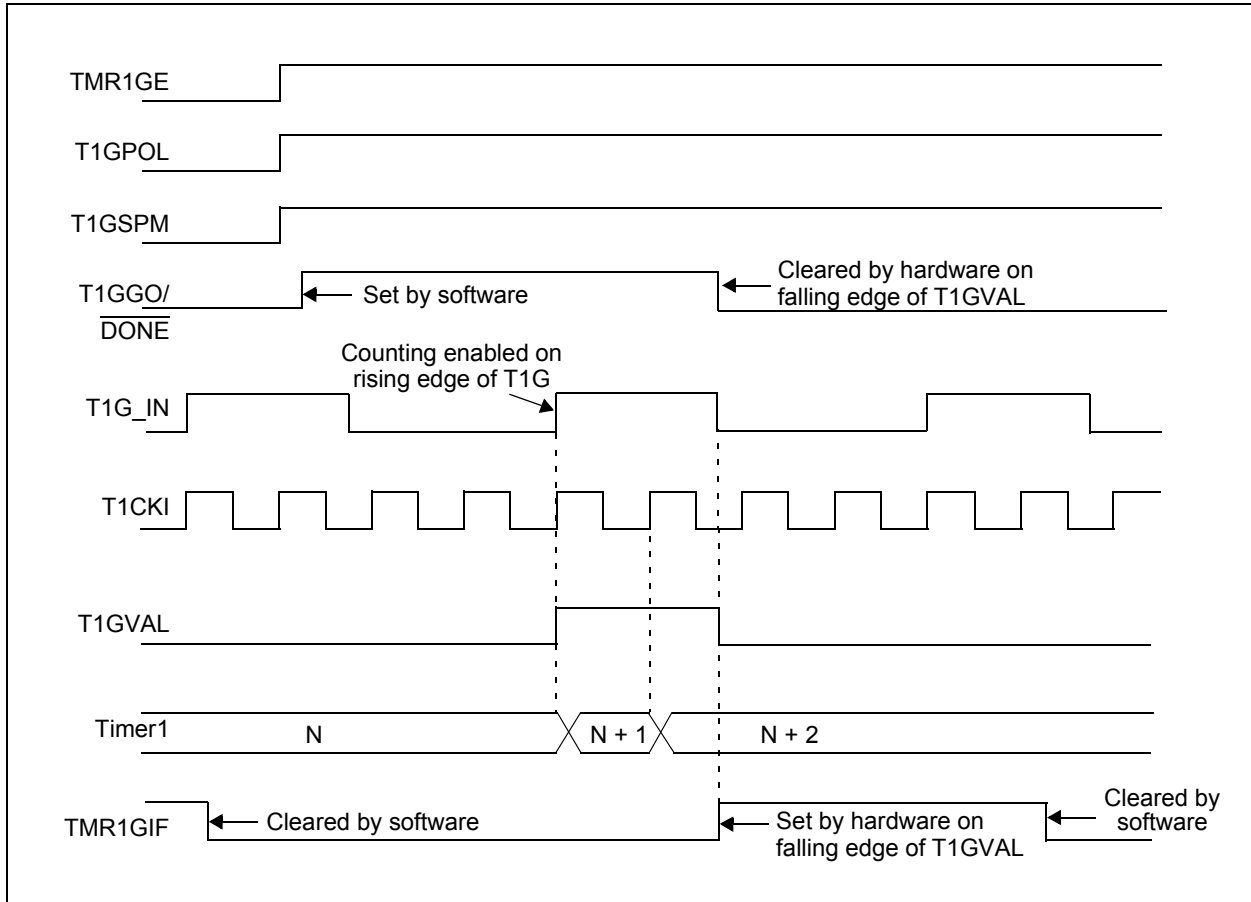 TMR1GE
T1GPOL
T1GSPM
T1GGO/
DONE
Set by software
Cleared by hardware on
falling edge of T1GVAL
Counting enabled on
rising edge of T1G
T1G_IN
T1CKI
T1GVAL
Timer1
N
N + 1
N + 2
TMR1GIF
Cleared by software
Set by hardware on
falling edge of T1GVAL
Cleared by
software